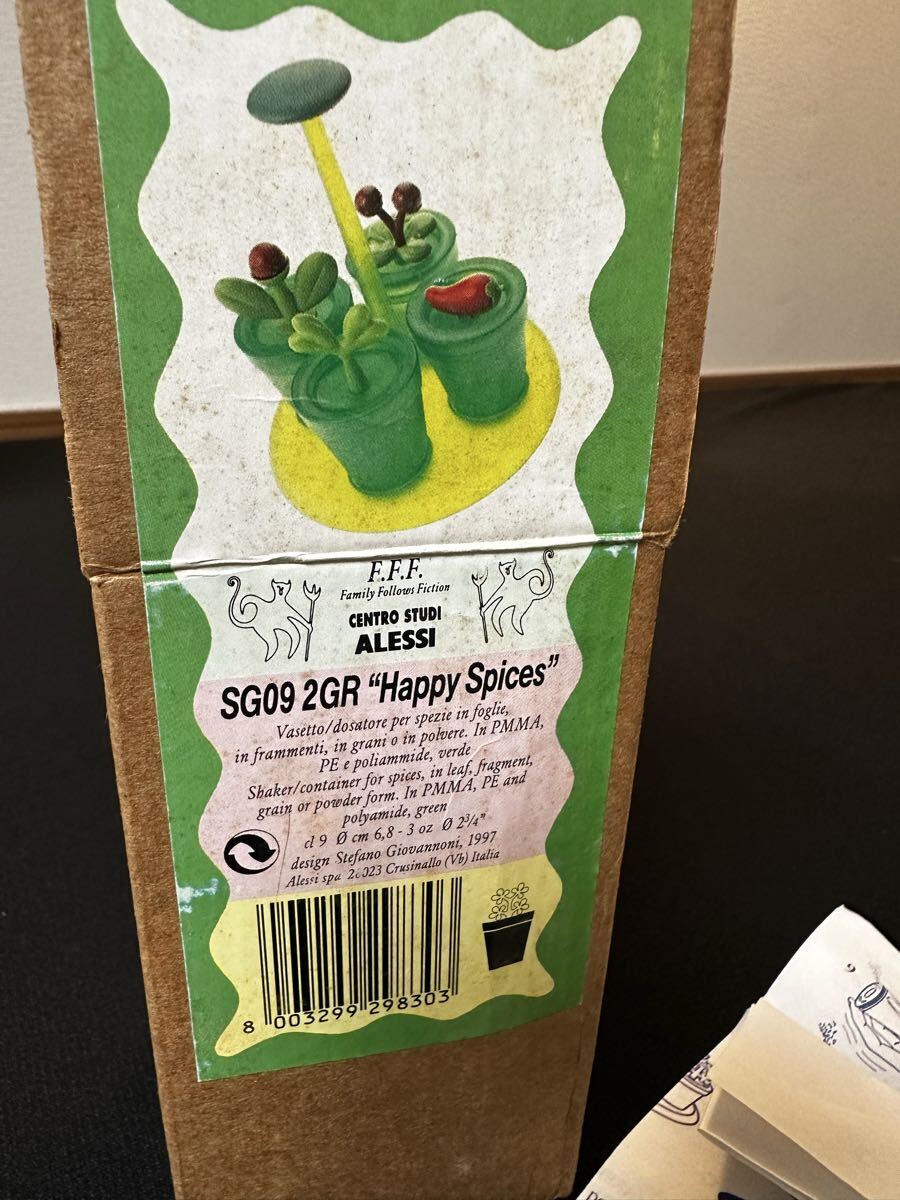 F.F.F.
Family Follows Fiction
CENTRO STUDI
ALESSI
SG09 2GR “Happy Spices”
Vasetto/dosatore per spezie in foglie,
in frammenti, in grani o in polvere. In PMMA,
PE e poliammide, verde
Shaker/container for spices, in leaf, fragment,
grain or powder form. In PMMA, PE and
polyamide, green
cl 9 Ø cm 6,8 - 3 oz Ø 2¾”
design Stefano Giovannoni, 1997
Alessi spa 28023 Crusinallo (Vb) Italia
8 003299 298303